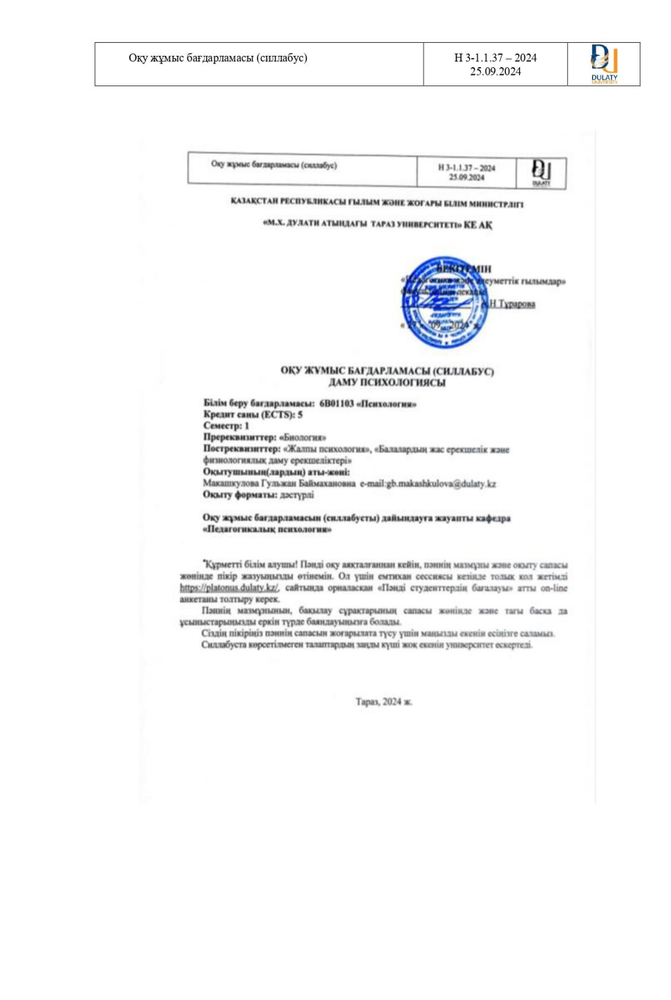 Оқу жұмыс бағдарламасы (силлабус)
Н 3-1.1.37 – 2024
25.09.2024
DULATY
UNIVERSITY
Оқу жұмыс бағдарламасы (силлабус)
Н 3-1.1.37 – 2024
25.09.2024
DULATY
ҚАЗАҚСТАН РЕСПУБЛИКАСЫ ҒЫЛЫМ ЖӘНЕ ЖОҒАРЫ БІЛІМ МИНИСТРЛІГІ
«М.Х. ДУЛАТИ АТЫНДАҒЫ ТАРАЗ УНИВЕРСИТЕТІ» КЕ АҚ
БЕКІТЕМІН
«Педагогика және әлеуметтік ғылымдар»
Н Тұрарова
09 2024 ж.
ОҚУ ЖҰМЫС БАҒДАРЛАМАСЫ (СИЛЛАБУС)
ДАМУ ПСИХОЛОГИЯСЫ
Білім беру бағдарламасы: 6В01103 «Психология»
Кредит саны (ECTS): 5
Семестр: 1
Пререквизиттер: «Биология»
Постреквизиттер: «Жалпы психология», «Балалардың жас ерекшелік және
физиологиялық даму ерекшеліктері»
Оқытушының(лардың) аты-жөні:
Макашкулова Гульжан Баймахановна e-mail:gb.makashkulova@dulaty.kz
Оқыту форматы: дәстүрлі
Оқу жұмыс бағдарламасын (силлабусты) дайындауға жауапты кафедра
«Педагогикалық психология»
*Құрметті білім алушы! Пәнді оқу аяқталғаннан кейін, пәннің мазмұны және оқыту сапасы
жөнінде пікір жазуыңызды өтінемін. Ол үшін емтихан сессиясы кезінде толық қол жетімді
https://platonus.dulaty.kz/, сайтында орналасқан «Пәнді студенттердің бағалауы» атты on-line
анкетаны толтыру керек.
Пәннің мазмұнының, бақылау сұрақтарының сапасы жөнінде және тағы басқа да
ұсыныстарыңызды еркін түрде баяндауыңызға болады.
Сіздің пікіріңіз пәннің сапасын жоғарылата түсу үшін маңызды екенін есіңізге саламыз.
Силлабуста көрсетілмеген талаптардың заңды күші жоқ екенін университет ескертеді.
Тараз, 2024 ж.